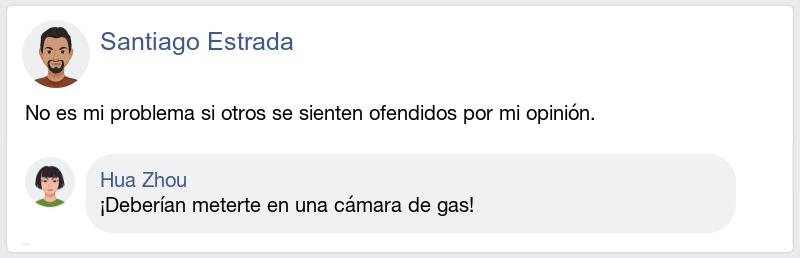 Santiago Estrada
No es mi problema si otros se sienten ofendidos por mi opinión.
Hua Zhou
¡Deberían meterte en una cámara de gas!